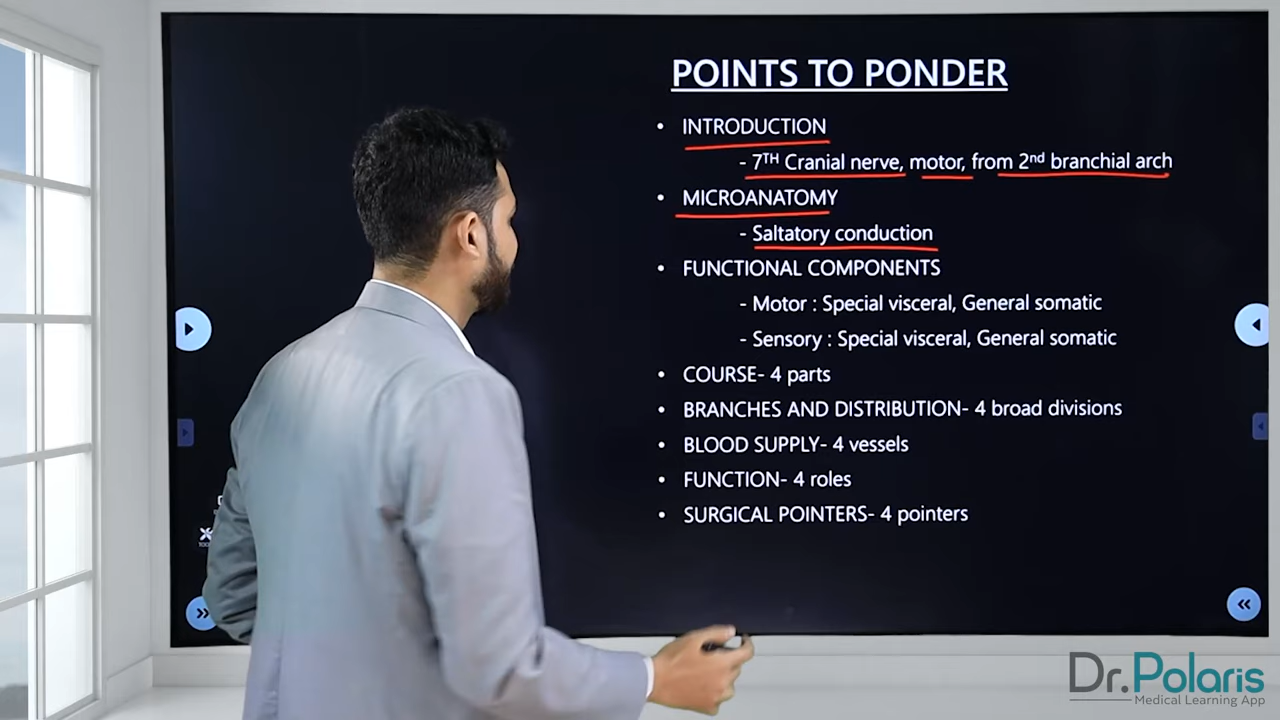 POINTS TO PONDER
• INTRODUCTION
- 7TH Cranial nerve, motor, from 2nd branchial arch
• MICROANATOMY
- Saltatory conduction
• FUNCTIONAL COMPONENTS
- Motor : Special visceral, General somatic
- Sensory : Special visceral, General somatic
• COURSE- 4 parts
• BRANCHES AND DISTRIBUTION- 4 broad divisions
• BLOOD SUPPLY- 4 vessels
• FUNCTION- 4 roles
• SURGICAL POINTERS- 4 pointers
Dr.Polaris
Medical Learning App